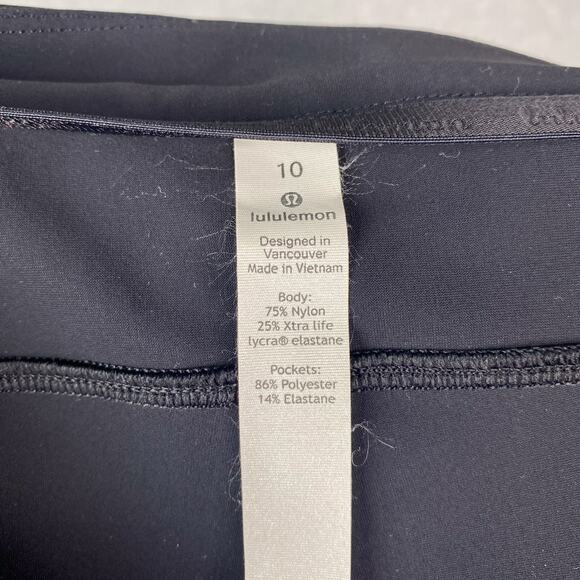 10
lululemon
Designed in
Vancouver
Made in Vietnam
Body:
75% Nylon
25% Xtra life
lycra® elastane
Pockets:
86% Polyester
14% Elastane